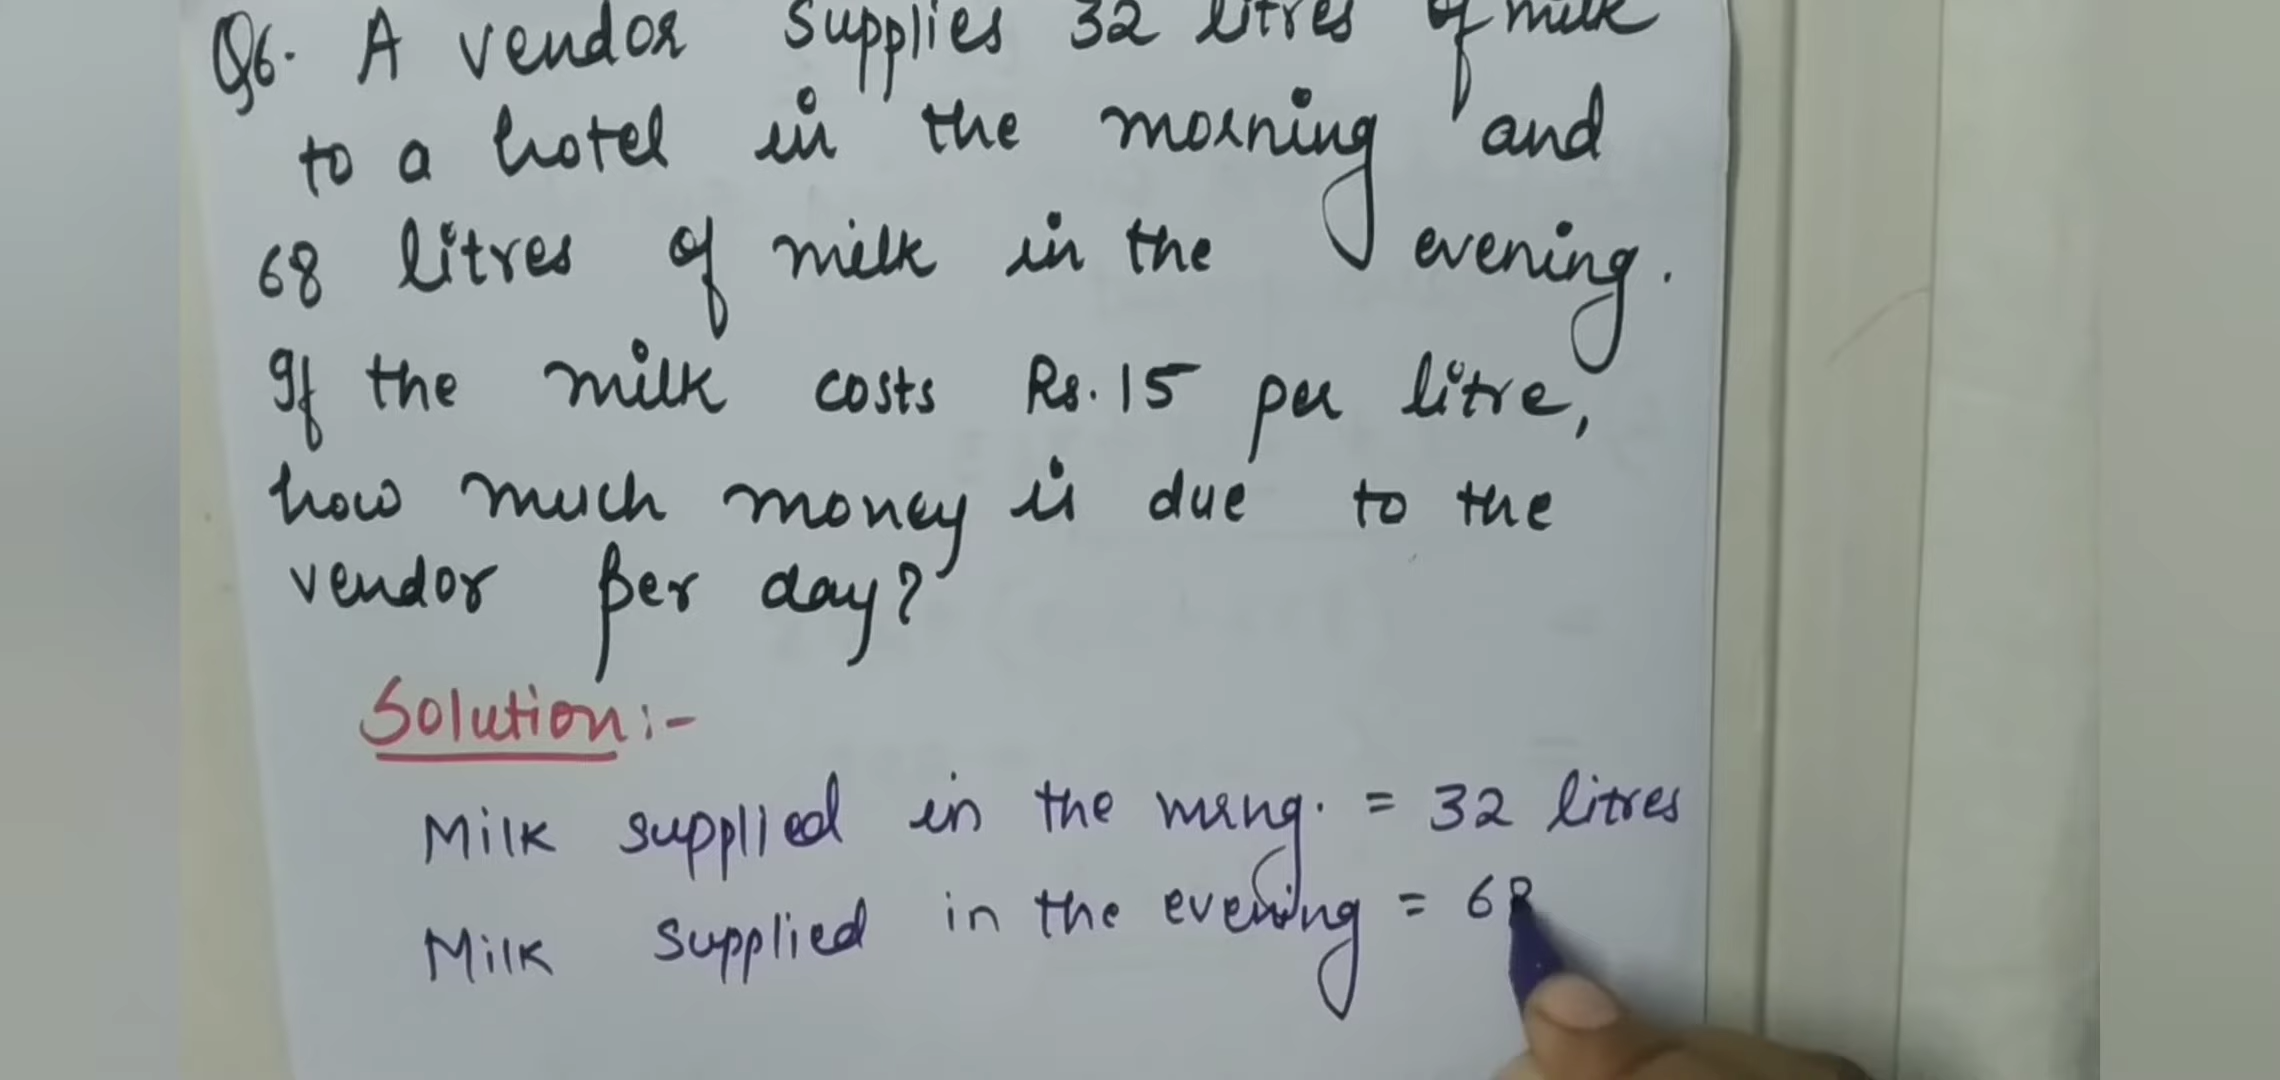 Q6. A vendor supplies 32 litres of milk
to a hotel in the morning and
68 litres of milk in the evening.
If the milk costs Rs. 15 per litre,
how much money is due to the
vendor per day?
Solution:-
Milk supplied in the mrng. = 32 litres
Milk supplied in the evening = 68